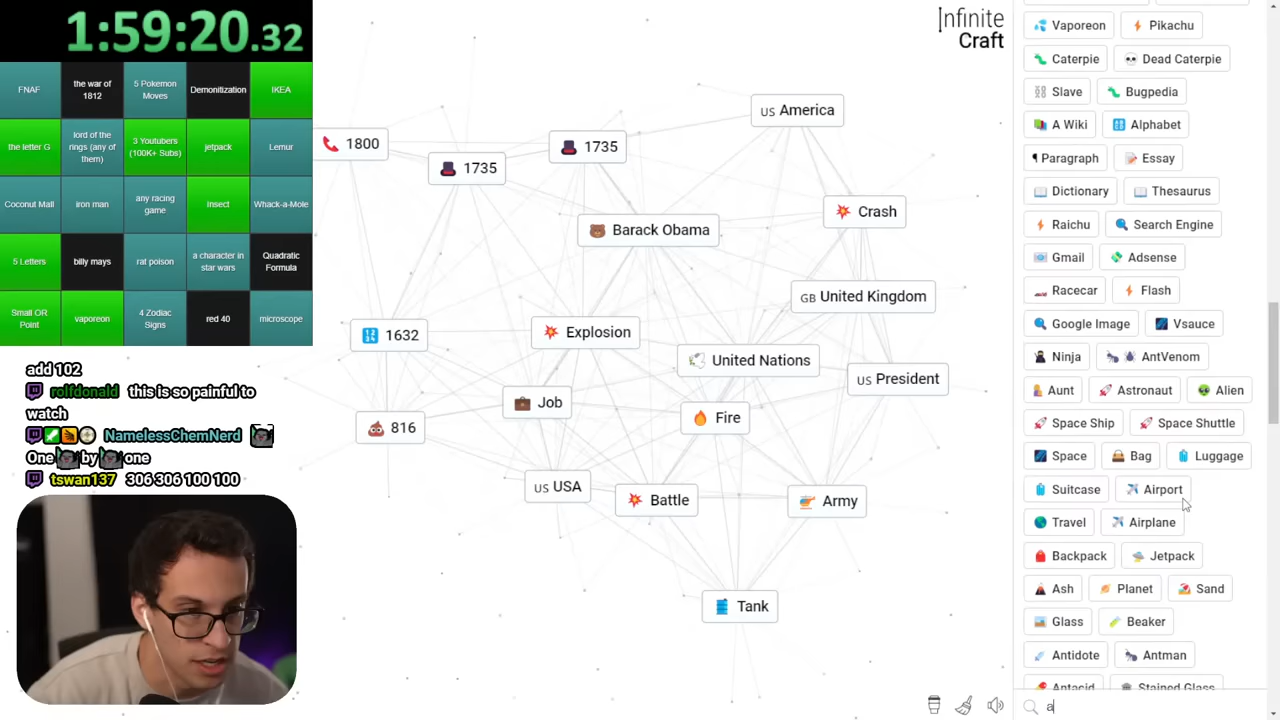 1:59:20.32
FNAF
the war of
1812
5 Pokemon
Moves
Demonitization
IKEA
the letter G
lord of the
rings (any of
them)
3 Youtubers
(100K+ Subs)
jetpack
Lemur
Coconut Mall
iron man
any racing
game
Insect
Whack-a-Mole
5 Letters
billy mays
rat poison
a character in
star wars
Quadratic
Formula
Small OR
Point
vaporeon
4 Zodiac
Signs
red 40
microscope
add 102
rolfdonald this is so painful to
watch
NamelessChemNerd
One by one
tswan137 306 306 100 100
Infinite
Craft
US America
1800
1735
1735
Crash
Barack Obama
GB United Kingdom
1632
Explosion
United Nations
US President
Job
Fire
816
US USA
Battle
Army
Tank
Vaporeon
Pikachu
Caterpie
Dead Caterpie
Slave
Bugpedia
A Wiki
Alphabet
Paragraph
Essay
Dictionary
Thesaurus
Raichu
Search Engine
Gmail
Adsense
Racecar
Flash
Google Image
Vsauce
Ninja
AntVenom
Aunt
Astronaut
Alien
Space Ship
Space Shuttle
Space
Bag
Luggage
Suitcase
Airport
Travel
Airplane
Backpack
Jetpack
Ash
Planet
Sand
Glass
Beaker
Antidote
Antman
Antacid
Stained Glass
a